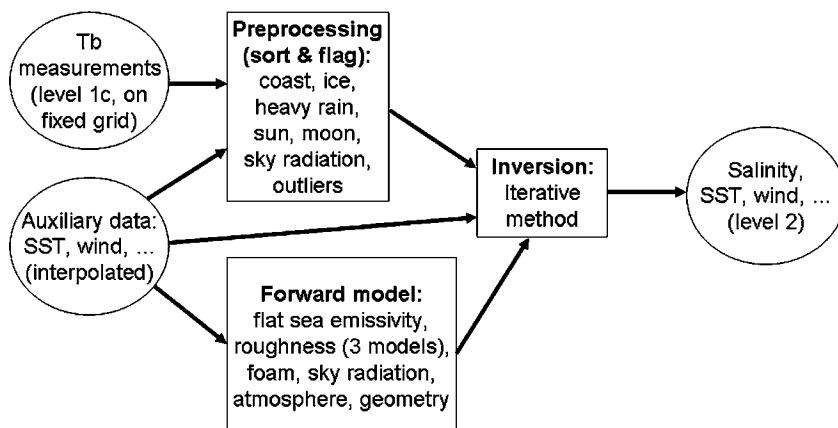 Tb
measurements
(level 1c, on
fixed grid)
Preprocessing
(sort & flag):
coast, ice,
heavy rain,
sun, moon,
sky radiation,
outliers
Auxiliary data:
SST, wind, ...
(interpolated)
Forward model:
flat sea emissivity,
roughness (3 models),
foam, sky radiation,
atmosphere, geometry
Inversion:
Iterative
method
Salinity,
SST, wind, ...
(level 2)